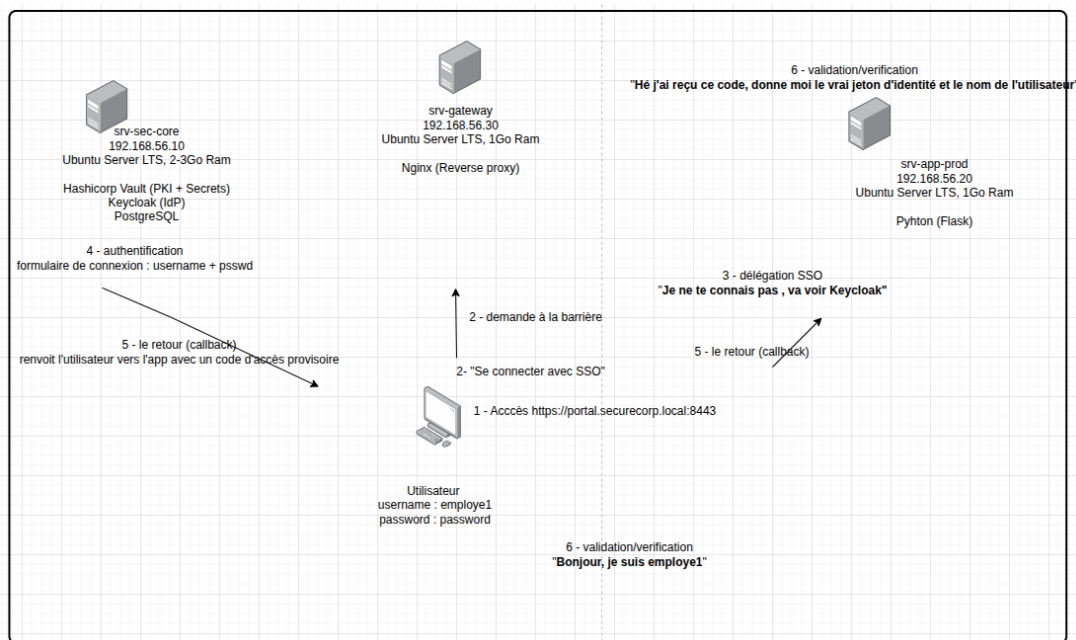 srv-sec-core
192.168.56.10
Ubuntu Server LTS, 2-3Go Ram
Hashicorp Vault (PKI + Secrets)
Keycloak (IdP)
PostgreSQL
4 - authentification
formulaire de connexion : username + psswd
5 - le retour (callback)
renvoit l'utilisateur vers l'app avec un code d'accès provisoire
srv-gateway
192.168.56.30
Ubuntu Server LTS, 1Go Ram
Nginx (Reverse proxy)
2 - demande à la barrière
2- "Se connecter avec SSO"
1 - Acccès https://portal.securecorp.local:8443
Utilisateur
username : employe1
password : password
6 - validation/verification
"Bonjour, je suis employe1"
6 - validation/verification
"Hé j'ai reçu ce code, donne moi le vrai jeton d'identité et le nom de l'utilisateur"
srv-app-prod
192.168.56.20
Ubuntu Server LTS, 1Go Ram
Pyhton (Flask)
3 - délégation SSO
"Je ne te connais pas , va voir Keycloak"
5 - le retour (callback)